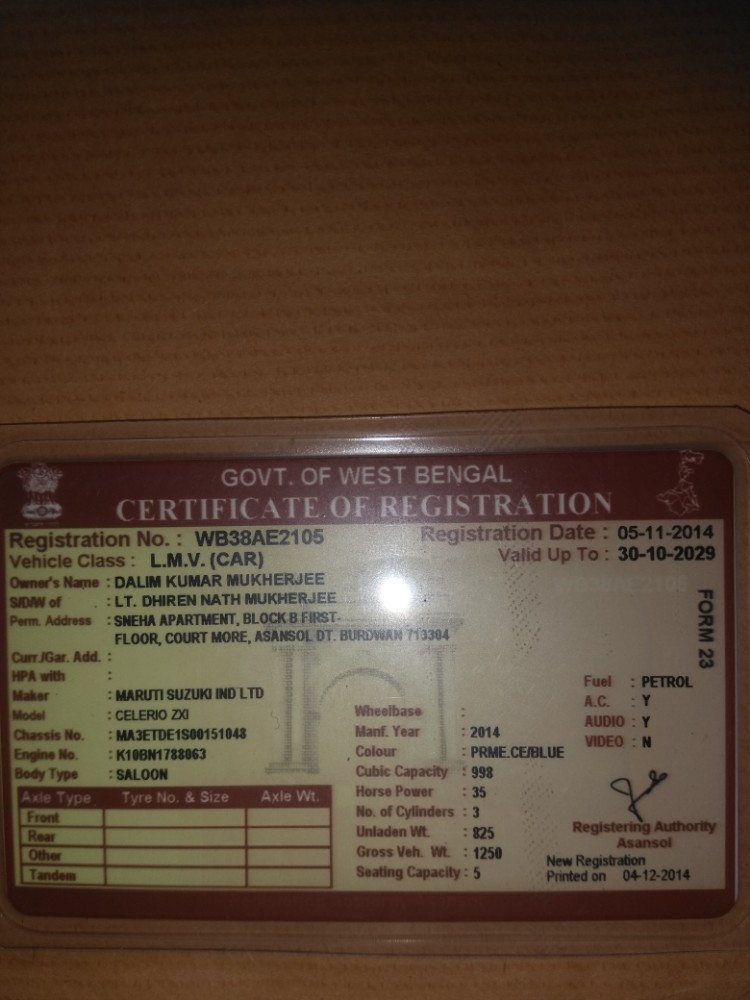 GOVT. OF WEST BENGAL
CERTIFICATE OF REGISTRATION
Registration No. : WB38AE2105 Registration Date : 05-11-2014
Vehicle Class : L.M.V. (CAR) Valid Up To : 30-10-2029
Owner's Name : DALIM KUMAR MUKHERJEE
S/D/W of : LT. DHIREN NATH MUKHERJEE
Perm. Address : SNEHA APARTMENT, BLOCK B FIRST-
FLOOR, COURT MORE, ASANSOL DT. BURDWAN 713304
FORM 23
Curr./Gar. Add. :
HPA with :
Maker : MARUTI SUZUKI IND LTD
Model : CELERIO ZXI
Chassis No. : MA3ETDE1S00151048
Engine No. : K10BN1788063
Body Type : SALOON
Axle Type Tyre No. & Size Axle Wt.
Front
Rear
Other
Tandem
Wheelbase :
Manf. Year : 2014
Colour : PRME.CE/BLUE
Cubic Capacity : 998
Horse Power : 35
No. of Cylinders : 3
Unladen Wt. : 825
Gross Veh. Wt. : 1250
Seating Capacity : 5
Fuel : PETROL
A.C. : Y
AUDIO : Y
VIDEO : N
Registering Authority
Asansol
New Registration
Printed on 04-12-2014